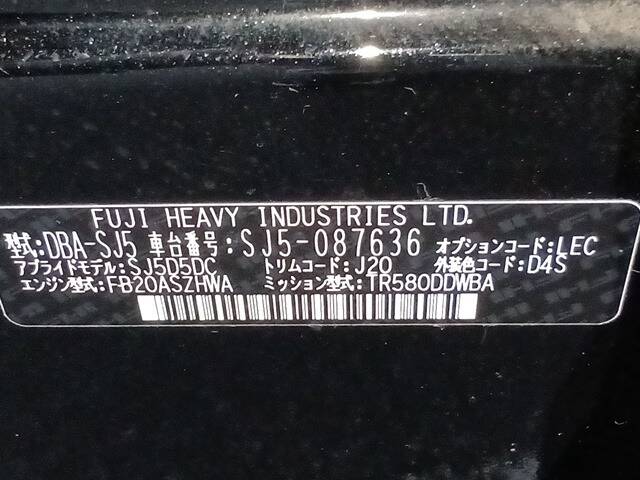 FUJI HEAVY INDUSTRIES LTD.
型式:DBA-SJ5 車台番号:SJ5-087636 オプションコード:LEC
アプライドモデル:SJ5D5DC トリムコード:J20 外装色コード:D4S
エンジン型式:FB20ASZHWA ミッション型式:TR580DDWBA